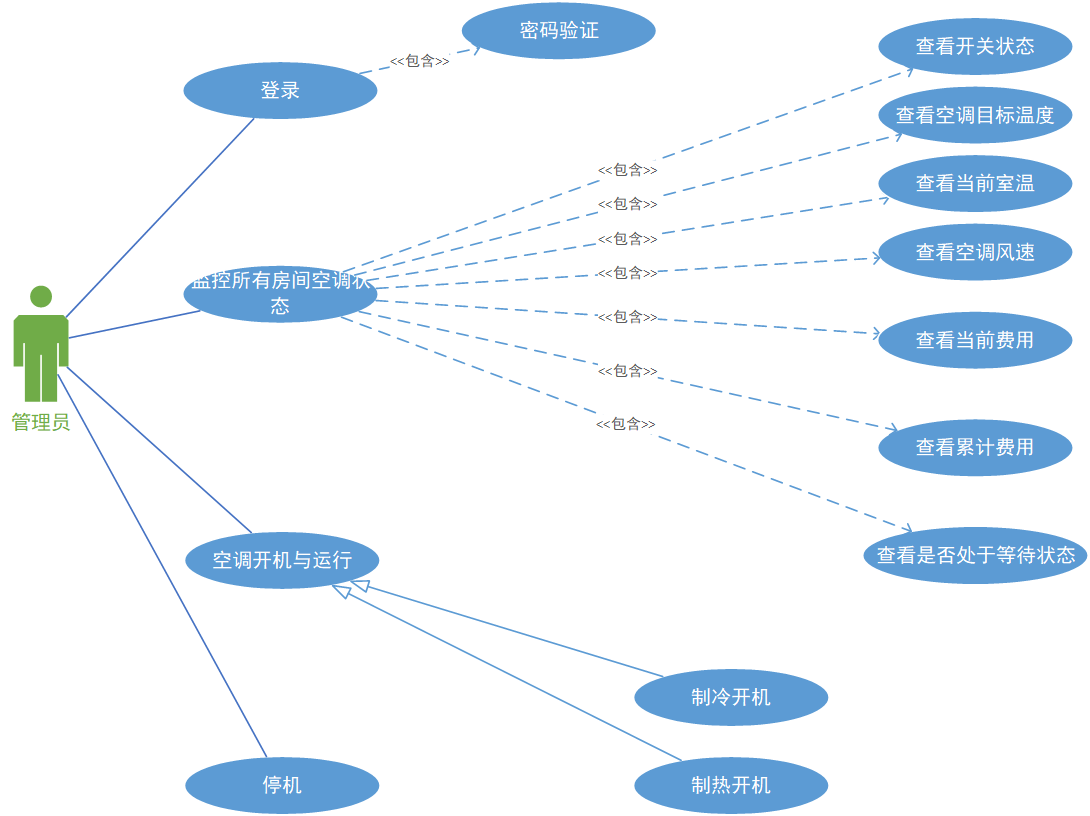 密码验证
查看开关状态
<<包含>>
登录
查看空调目标温度
<<包含>>
查看当前室温
<<包含>>
<<包含>>
查看空调风速
<<包含>>
监控所有房间空调状
态
<<包含>>
查看当前费用
<<包含>>
管理员
<<包含>>
查看累计费用
空调开机与运行
查看是否处于等待状态
制冷开机
停机
制热开机